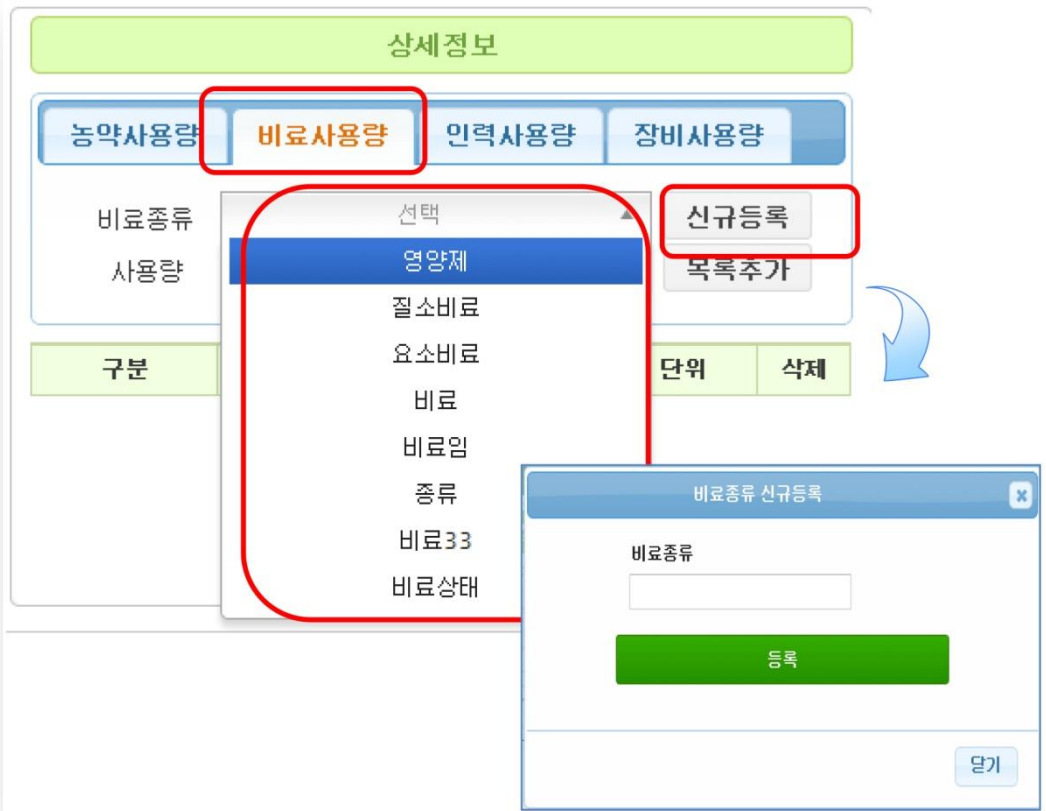 상세정보
농약사용량 비료사용량 인력사용량 장비사용량
비료종류 선택 신규등록
영양제
사용량 목록추가
질소비료
요소비료
구분 단위 삭제
비료
비료임
종류
비료33
비료상태
비료종류 신규등록
비료종류
등록
닫기